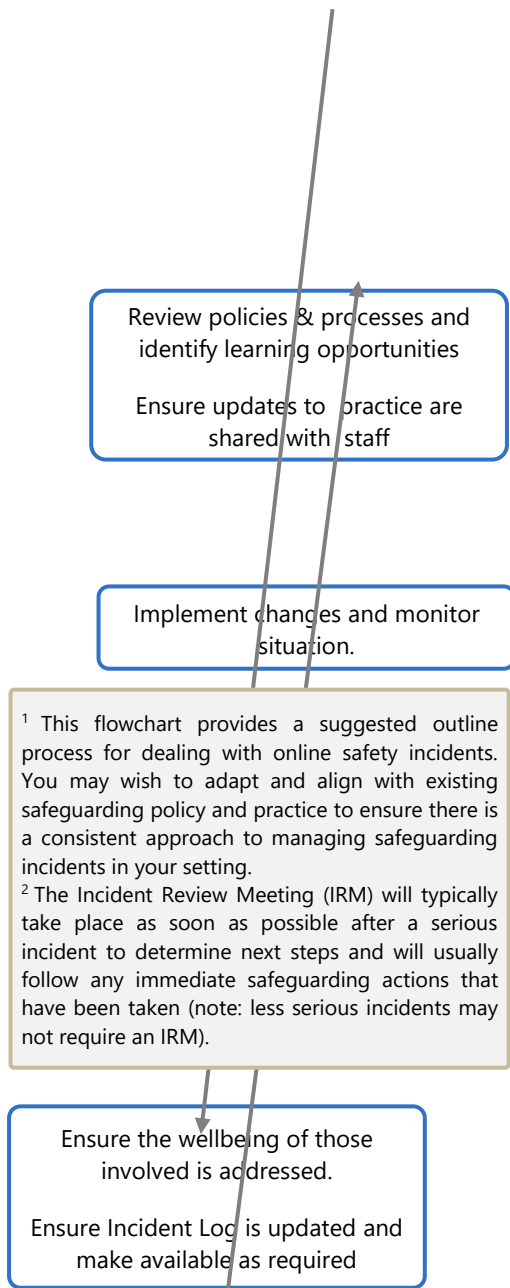 Review policies & processes and
identify learning opportunities
Ensure updates to practice are
shared with staff
Implement changes and monitor
situation.
1 This flowchart provides a suggested outline
process for dealing with online safety incidents.
You may wish to adapt and align with existing
safeguarding policy and practice to ensure there is
a consistent approach to managing safeguarding
incidents in your setting.
2 The Incident Review Meeting (IRM) will typically
take place as soon as possible after a serious
incident to determine next steps and will usually
follow any immediate safeguarding actions that
have been taken (note: less serious incidents may
not require an IRM).
Ensure the wellbeing of those
involved is addressed.
Ensure Incident Log is updated and
make available as required